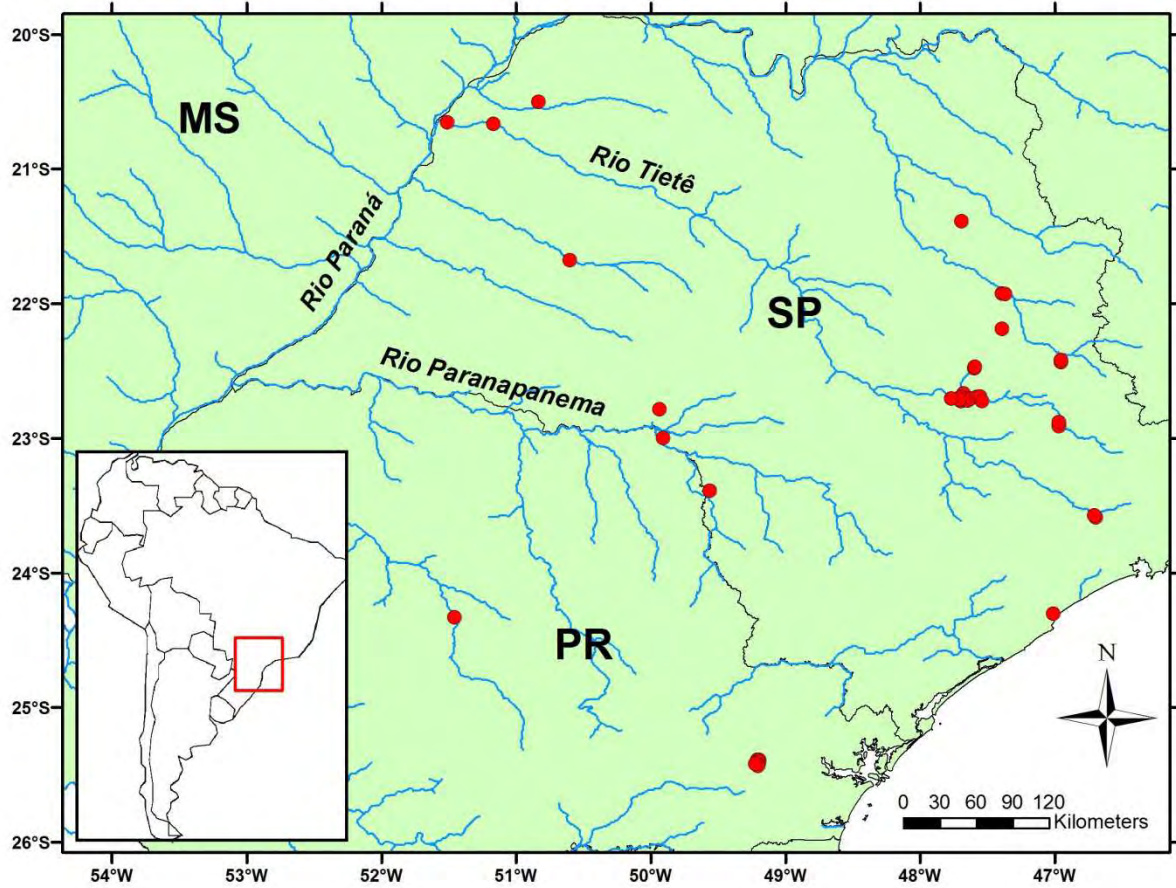 20°S
21°S
22°S
23°S
24°S
25°S
26°S
MS
Rio Tietê
Rio Paraná
SP
Rio Paranapanema
PR
N
0 30 60 90 120
Kilometers
54°W 53°W 52°W 51°W 50°W 49°W 48°W 47°W